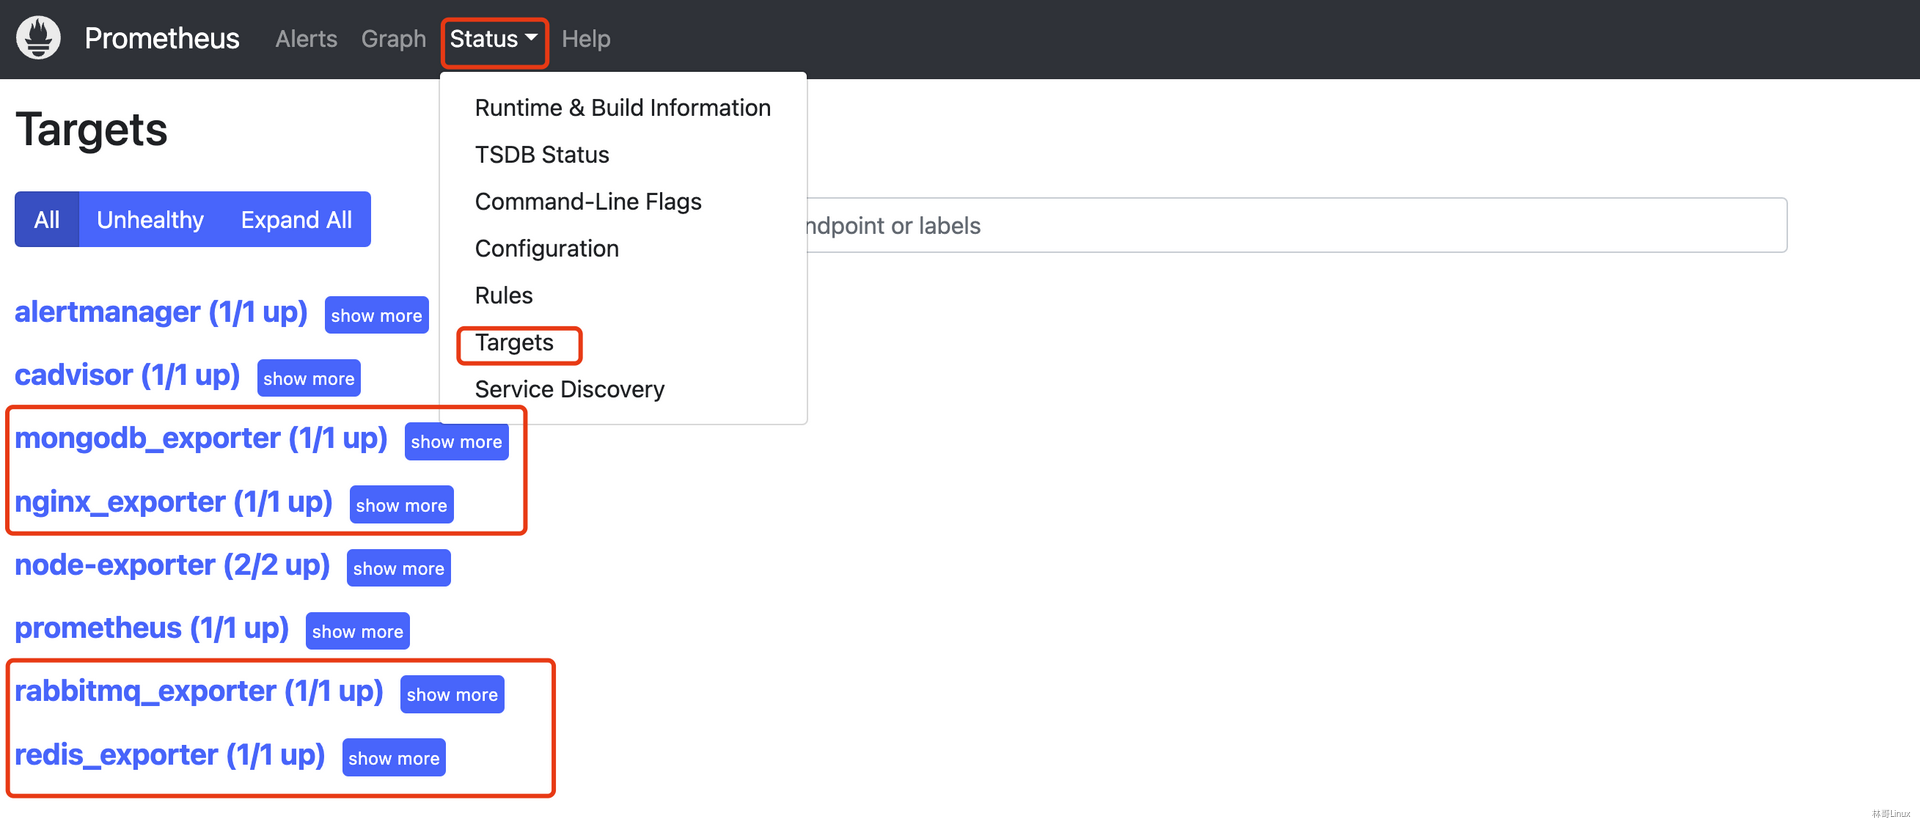 Prometheus Alerts Graph Status Help
Runtime & Build Information
Targets
TSDB Status
Command-Line Flags
All Unhealthy Expand All
ndpoint or labels
Configuration
Rules
alertmanager (1/1 up) show more
Targets
cadvisor (1/1 up) show more
Service Discovery
mongodb_exporter (1/1 up) show more
nginx_exporter (1/1 up) show more
node-exporter (2/2 up) show more
prometheus (1/1 up) show more
rabbitmq_exporter (1/1 up) show more
redis_exporter (1/1 up) show more
林哥Linux